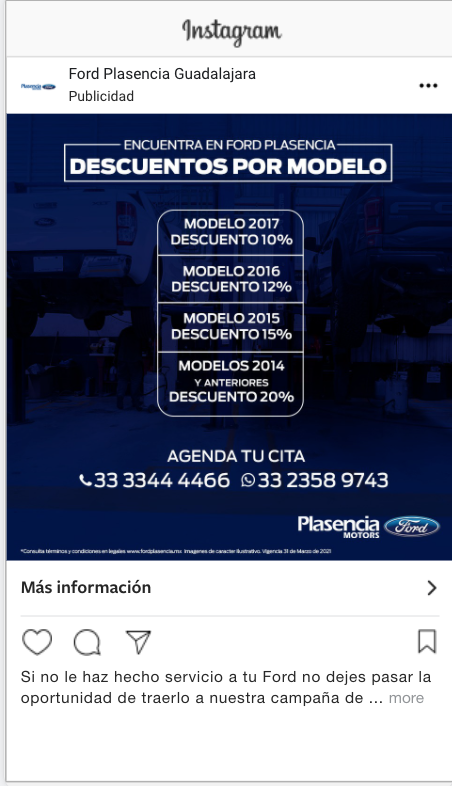 Instagram
Plasencia Ford
Ford Plasencia Guadalajara
Publicidad
ENCUENTRA EN FORD PLASENCIA
DESCUENTOS POR MODELO
MODELO 2017
DESCUENTO 10%
MODELO 2016
DESCUENTO 12%
MODELO 2015
DESCUENTO 15%
MODELOS 2014
Y ANTERIORES
DESCUENTO 20%
AGENDA TU CITA
33 3344 4466 33 2358 9743
Plasencia Ford
MOTORS
*Consulta términos y condiciones en legales www.fordplasencia.mx Imagenes de caracter ilustrativo. Vigencia 31 de Marzo de 2021
Más información
Si no le haz hecho servicio a tu Ford no dejes pasar la
oportunidad de traerlo a nuestra campaña de ... more